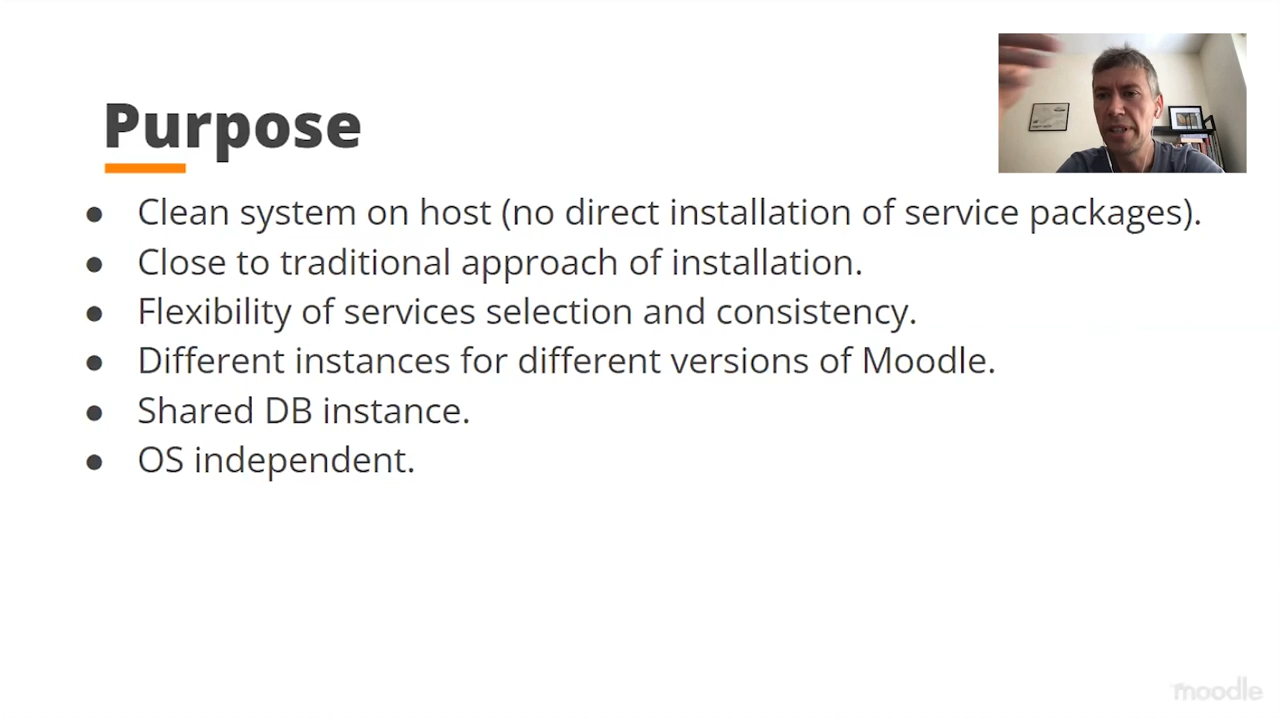 Purpose
● Clean system on host (no direct installation of service packages).
● Close to traditional approach of installation.
● Flexibility of services selection and consistency.
● Different instances for different versions of Moodle.
● Shared DB instance.
● OS independent.
moodle